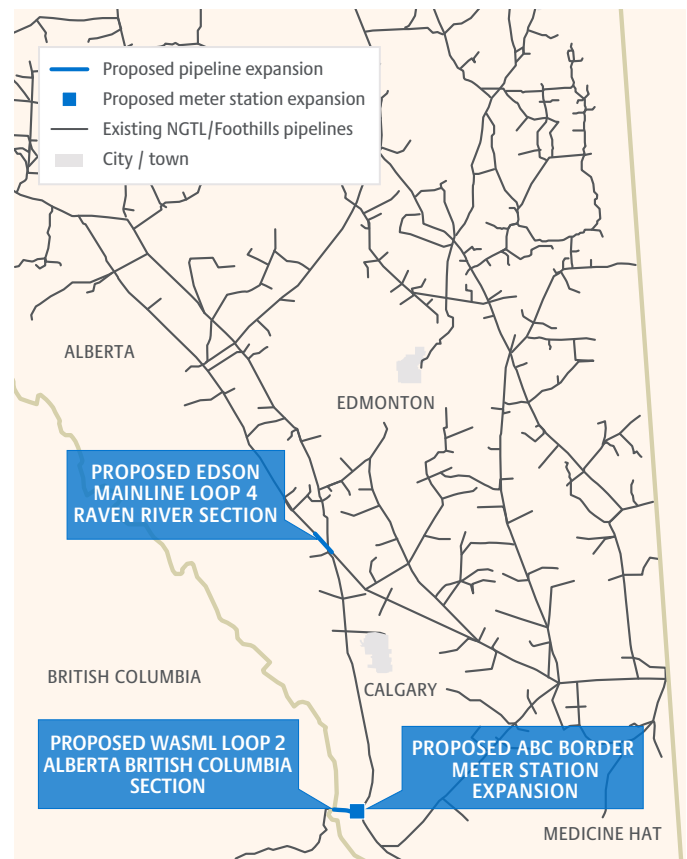 Proposed pipeline expansion
Proposed meter station expansion
Existing NGTL/Foothills pipelines
City / town
ALBERTA
EDMONTON
PROPOSED EDSON
MAINLINE LOOP 4
RAVEN RIVER SECTION
BRITISH COLUMBIA
CALGARY
PROPOSED WASML LOOP 2
ALBERTA BRITISH COLUMBIA
SECTION
PROPOSED ABC BORDER
METER STATION
EXPANSION
MEDICINE HAT